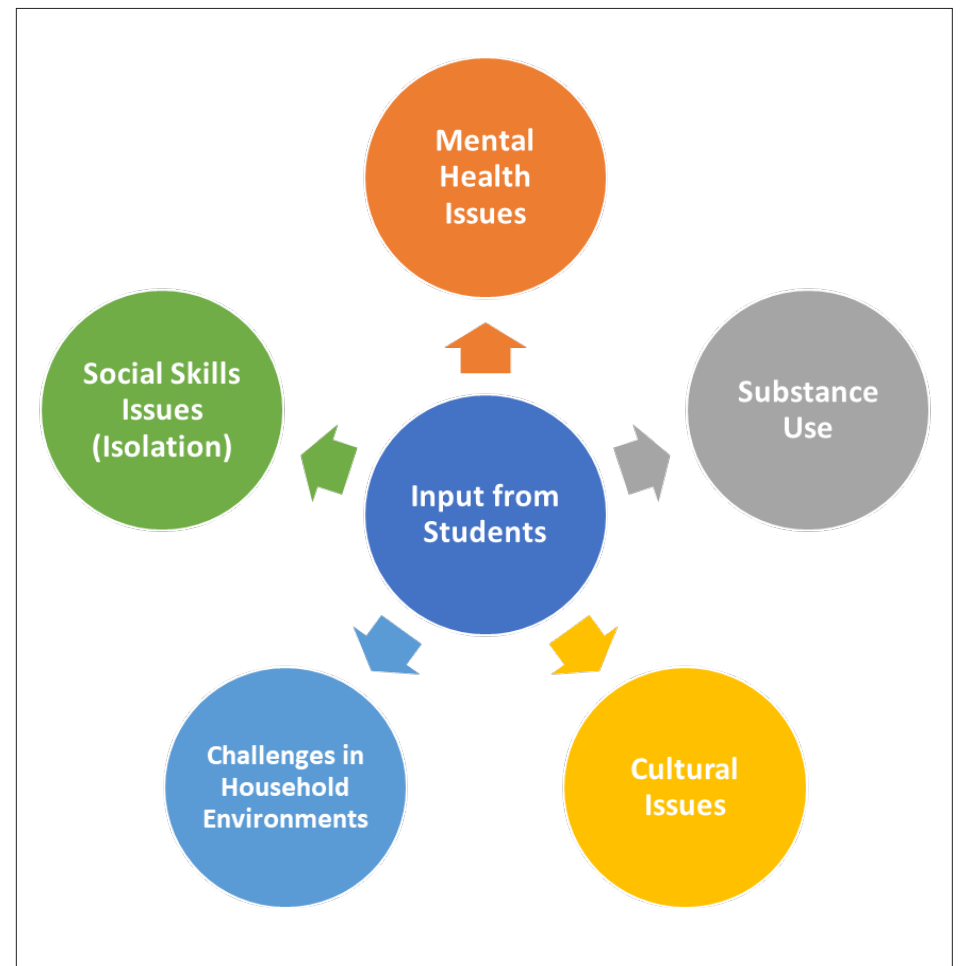 Mental
Health
Issues
Social Skills
Issues
(Isolation)
Substance
Use
Input from
Students
Challenges in
Household
Environments
Cultural
Issues